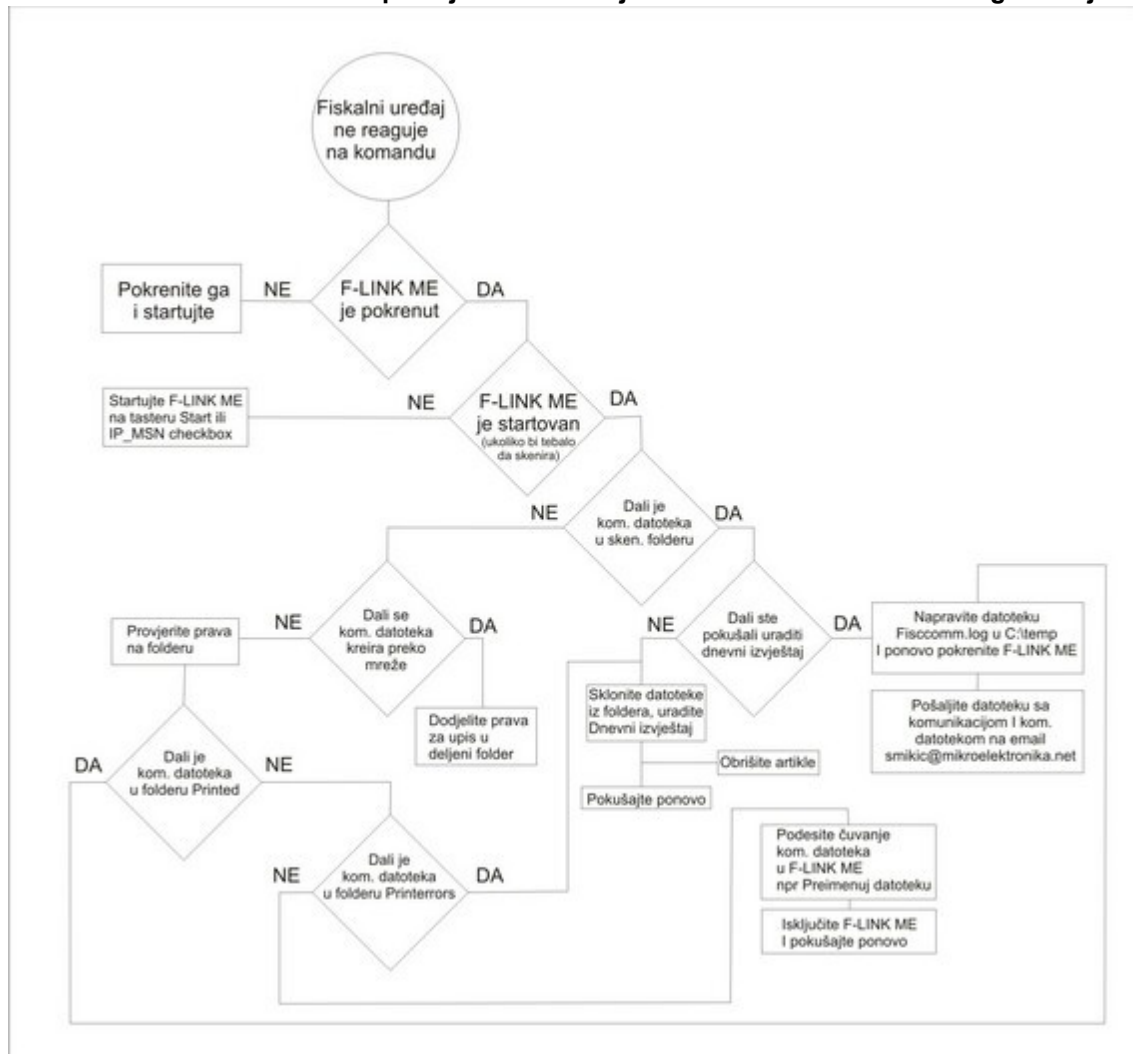 Fiskalni uređaj
ne reaguje
na komandu
Pokrenite ga
i startujte
NE
F-LINK ME
je pokrenut
DA
Startujte F-LINK ME
na tasteru Start ili
IP_MSN checkbox
NE
F-LINK ME
je startovan
(ukoliko bi tebalo
da skenira)
DA
NE
Dali je
kom. datoteka
u sken. folderu
DA
Provjerite prava
na folderu
NE
Dali se
kom. datoteka
kreira preko
mreže
DA
NE
Dali ste
pokušali uraditi
dnevni izvještaj
DA
Napravite datoteku
Fisccomm.log u C:\temp
I ponovo pokrenite F-LINK ME
Dodjelite prava
za upis u
deljeni folder
Sklonite datoteke
iz foldera, uradite
Dnevni izvještaj
Pošaljite datoteku sa
komunikacijom I kom.
datotekom na email
smikic@mikroelektronika.net
Obrišite artikle
Pokušajte ponovo
DA
Dali je
kom. datoteka
u folderu Printed
NE
NE
Dali je
kom. datoteka
u folderu Printerrors
DA
Podesite čuvanje
kom. datoteka
u F-LINK ME
npr Preimenuj datoteku
Isključite F-LINK ME
I pokušajte ponovo